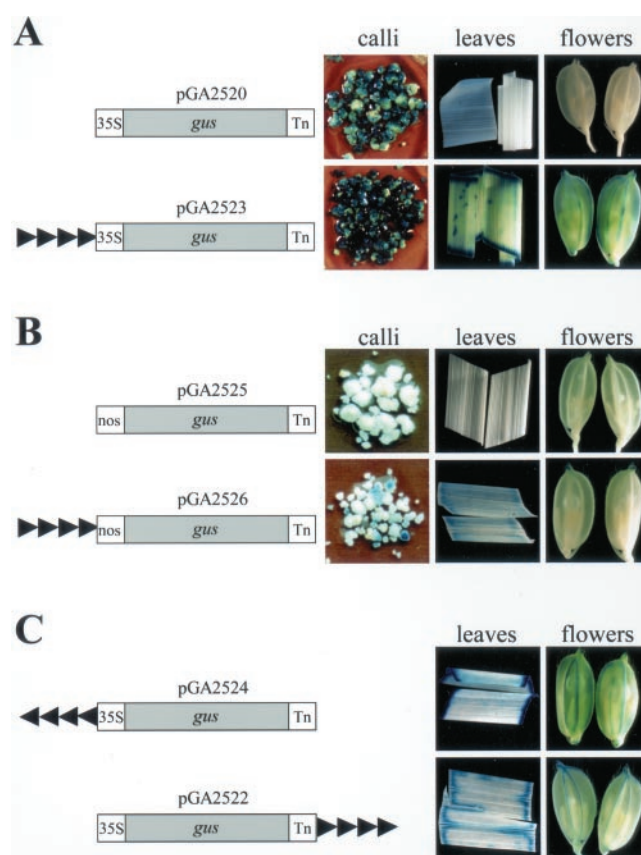 A
calli leaves flowers
pGA2520
35S gus Tn
pGA2523
35S gus Tn
B
calli leaves flowers
pGA2525
nos gus Tn
pGA2526
nos gus Tn
C
leaves flowers
pGA2524
35S gus Tn
pGA2522
35S gus Tn